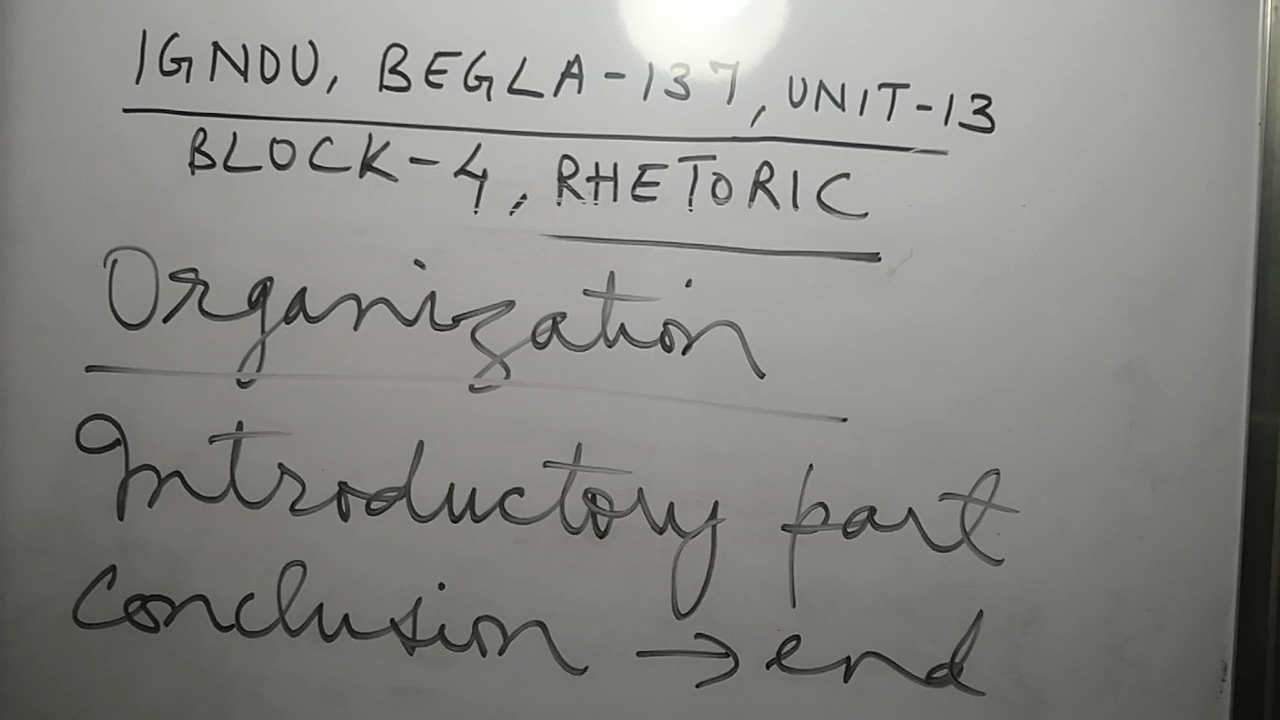 IGNOU, BEGLA-137, UNIT-13
BLOCK-4, RHETORIC
Organization
Introductory part
Conclusion → end